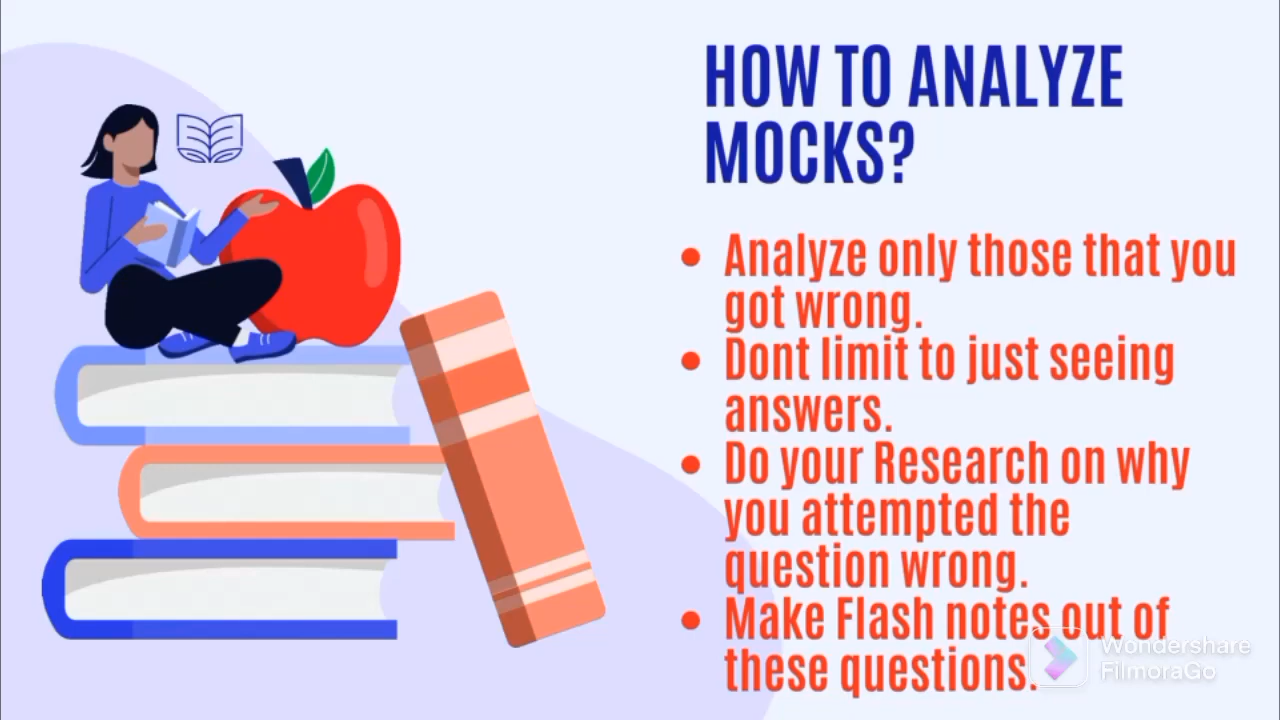 HOW TO ANALYZE
MOCKS?
Analyze only those that you
got wrong.
Dont limit to just seeing
answers.
Do your Research on why
you attempted the
question wrong.
Make Flash notes out of
these questions.
Wondershare
FilmoraGo